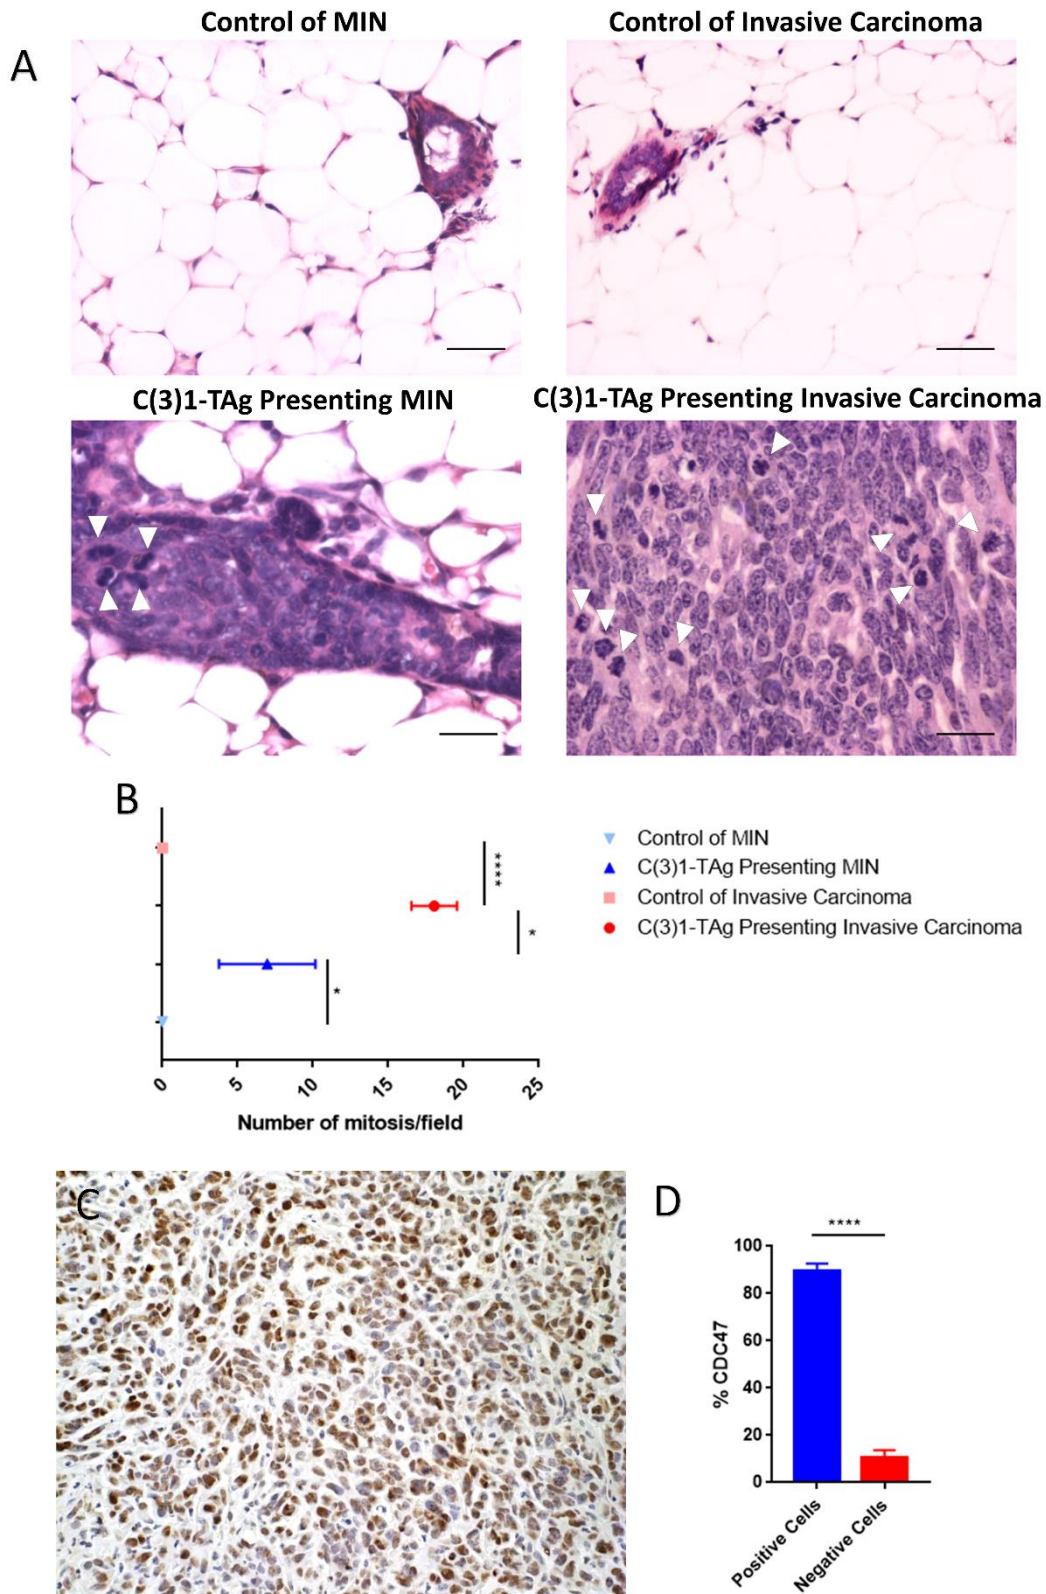 Control of MIN
Control of Invasive Carcinoma
A
C(3)1-TAg Presenting MIN
C(3)1-TAg Presenting Invasive Carcinoma
B
****
*
*
0
5
10
15
20
25
Number of mitosis/field
Control of MIN
C(3)1-TAg Presenting MIN
Control of Invasive Carcinoma
C(3)1-TAg Presenting Invasive Carcinoma
C
D
****
100
80
60
40
20
0
% CDC47
Positive Cells
Negative Cells